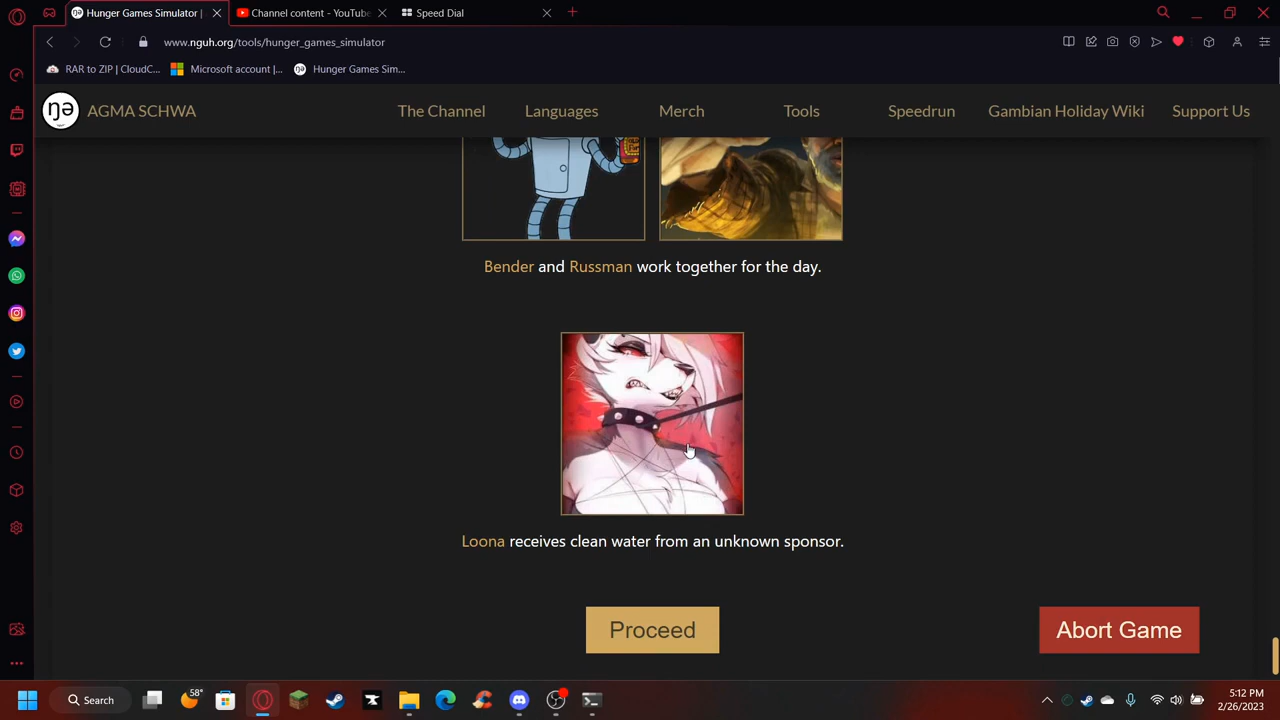 Hunger Games Simulator |
Channel content - YouTube
Speed Dial
www.nguh.org/tools/hunger_games_simulator
RAR to ZIP | CloudC...
Microsoft account |...
Hunger Games Sim...
ŋə
AGMA SCHWA
The Channel
Languages
Merch
Tools
Speedrun
Gambian Holiday Wiki
Support Us
Bender and Russman work together for the day.
Loona receives clean water from an unknown sponsor.
Proceed
Abort Game
58°
Search
5:12 PM
2/26/2023